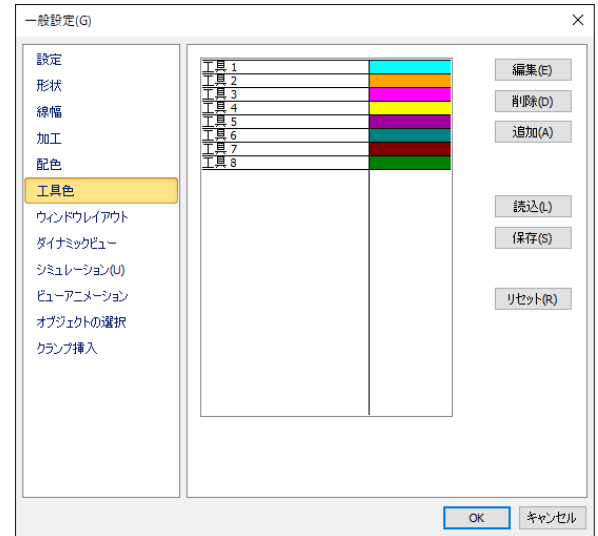 一般設定(G)
設定
形状
線幅
加工
配色
工具色
ウィンドウレイアウト
ダイナミックビュー
シミュレーション(U)
ビューアニメーション
オブジェクトの選択
クランプ挿入
工具 1
工具 2
工具 3
工具 4
工具 5
工具 6
工具 7
工具 8
編集(E)
削除(D)
追加(A)
読込(L)
保存(S)
リセット(R)
OK
キャンセル